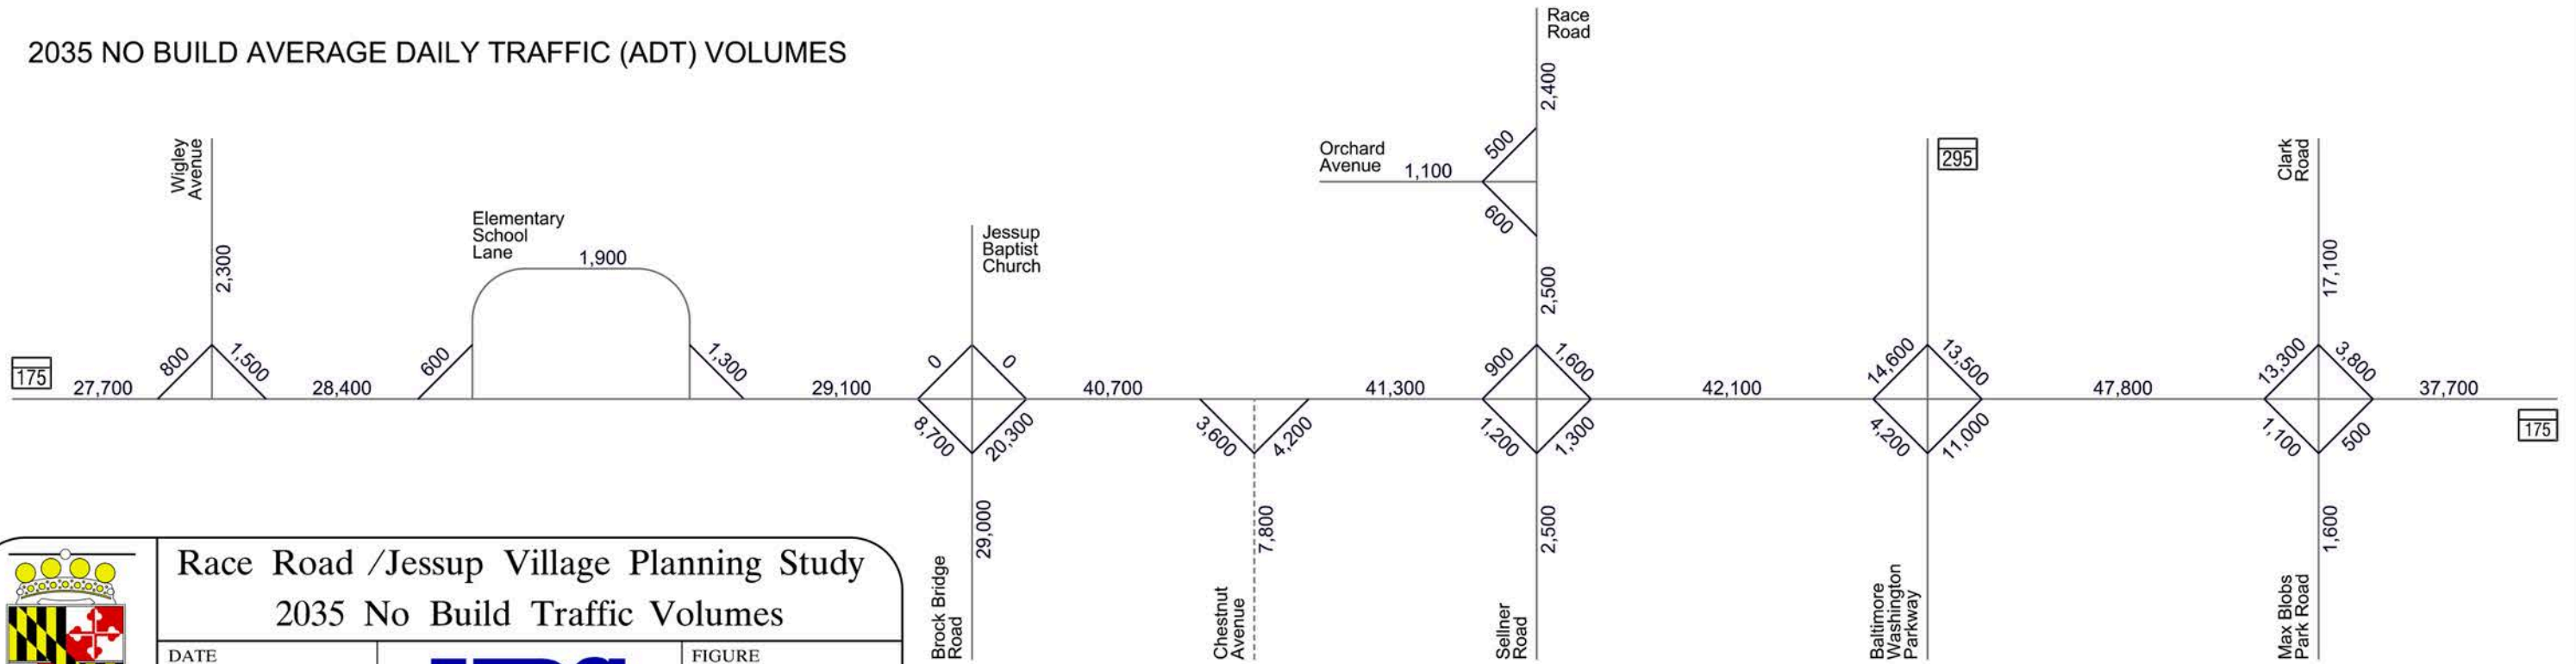 2035 NO BUILD AVERAGE DAILY TRAFFIC (ADT) VOLUMES
Race
Road
2,400
Orchard
Avenue
1,100
500
600
2,500
Wigley
Avenue
2,300
800
1,500
Elementary
School
Lane
1,900
600
1,300
Jessup
Baptist
Church
295
Clark
Road
17,100
175
27,700
28,400
29,100
0
0
8,700
20,300
40,700
3,600
4,200
41,300
900
1,600
1,200
1,300
42,100
14,600
13,500
4,200
11,000
47,800
13,300
3,800
1,100
500
37,700
175
29,000
Brock Bridge
Road
7,800
Chestnut
Avenue
2,500
Sellner
Road
Baltimore
Washington
Parkway
1,600
Max Blobs
Park Road
Race Road /Jessup Village Planning Study
2035 No Build Traffic Volumes
DATE
FIGURE